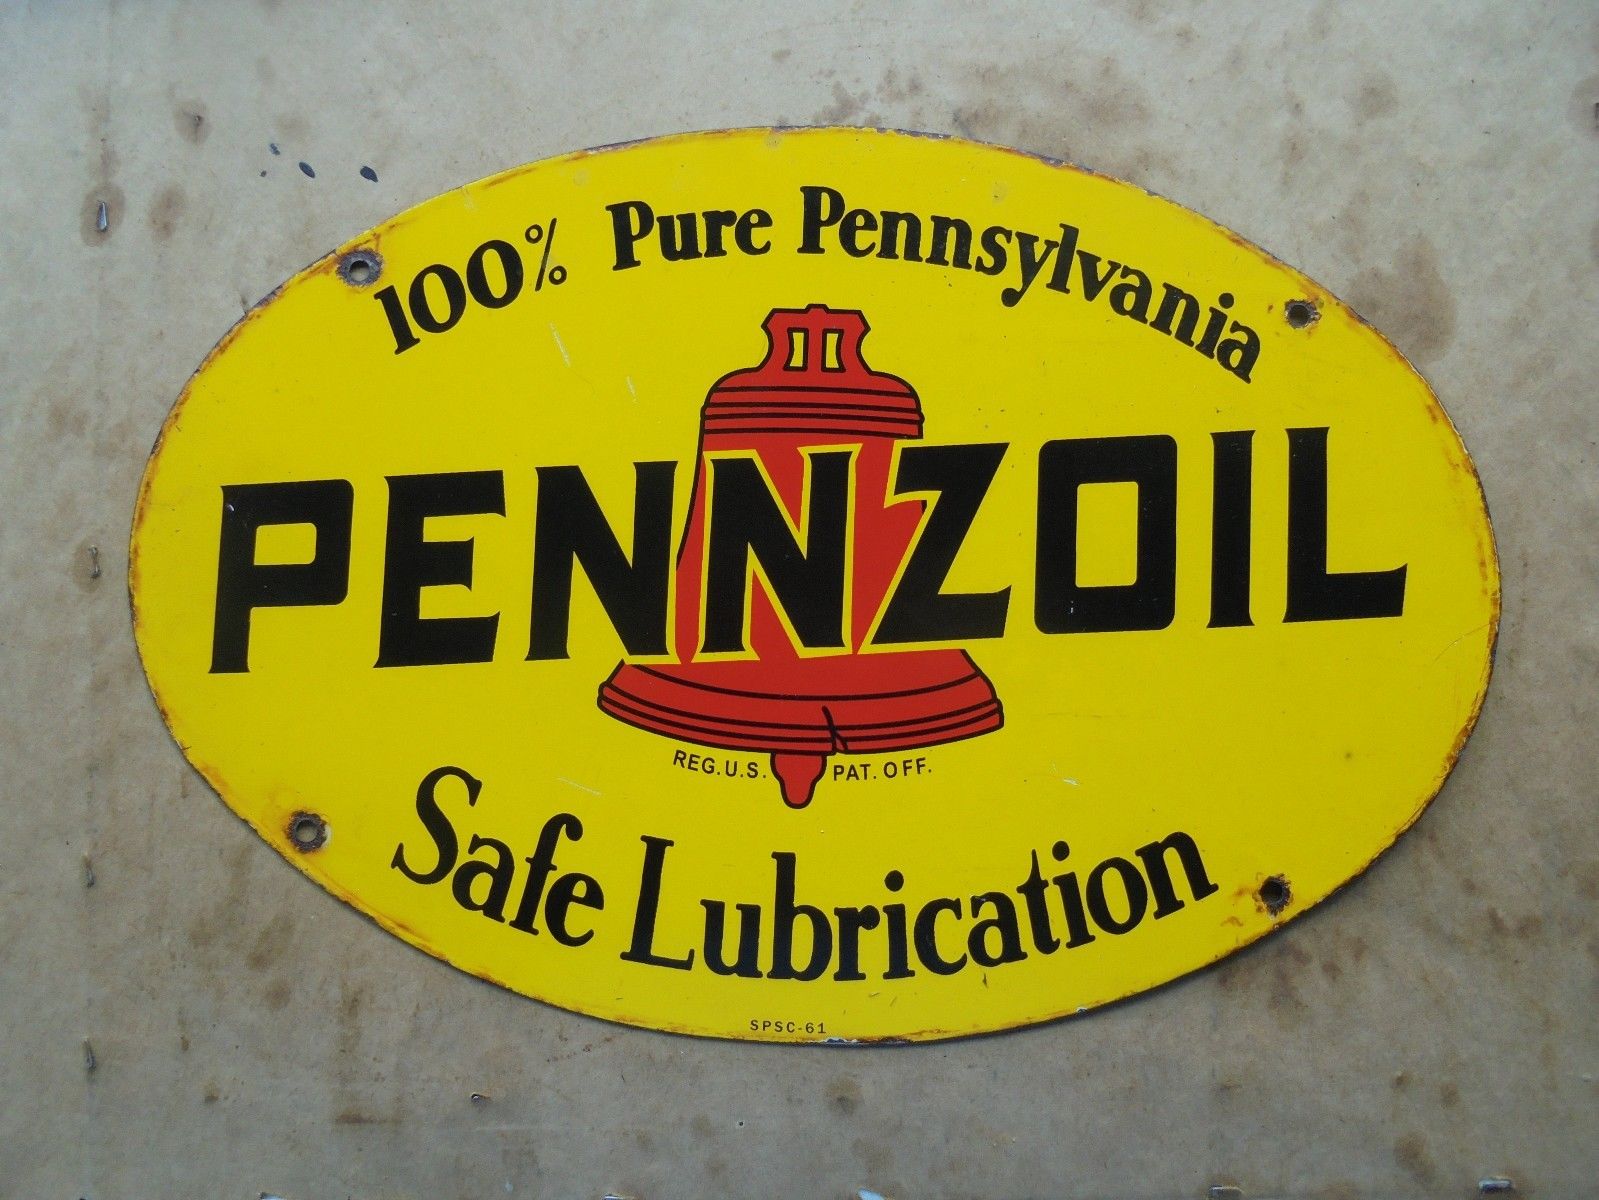 100% Pure Pennsylvania
PENNZOIL
REG. U.S. PAT. OFF.
Safe Lubrication
SPSC-61